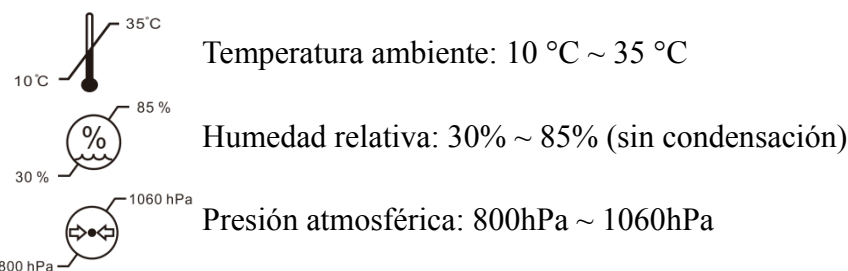 35°C
Temperatura ambiente: 10 °C ~ 35 °C
10°C
85 %
%
Humedad relativa: 30% ~ 85% (sin condensación)
30 %
1060 hPa
Presión atmosférica: 800hPa ~ 1060hPa
800 hPa